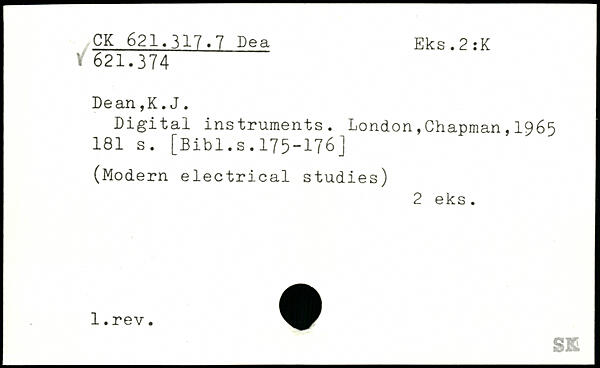 CK 621.317.7 Dea Eks.2:K
√ 621.374
Dean,K.J.
Digital instruments. London,Chapman,1965
181 s. [Bibl.s.175-176]
(Modern electrical studies)
2 eks.
1.rev.
SK